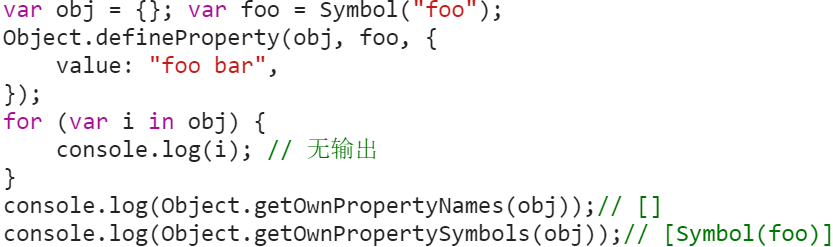 var obj = {}; var foo = Symbol("foo");
Object.defineProperty(obj, foo, {
    value: "foo bar",
});
for (var i in obj) {
    console.log(i); // 无输出
}
console.log(Object.getOwnPropertyNames(obj));// []
console.log(Object.getOwnPropertySymbols(obj));// [Symbol(foo)]